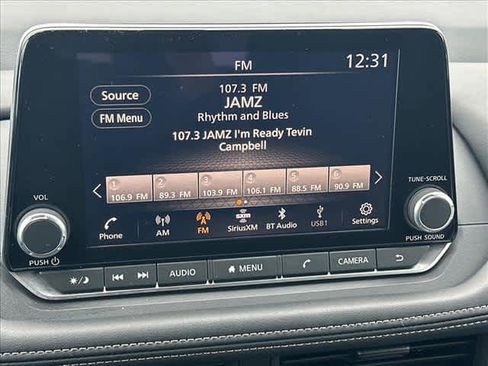 FM
12:31
107.3 FM
Source
JAMZ
FM Menu
Rhythm and Blues
107.3 JAMZ I'm Ready Tevin
Campbell
1 2 3 4 5 6
106.9 FM 89.3 FM 103.9 FM 106.1 FM 88.5 FM 90.9 FM
VOL
TUNE·SCROLL
Phone AM FM SiriusXM BT Audio USB1 Settings
PUSH
PUSH SOUND
AUDIO MENU CAMERA